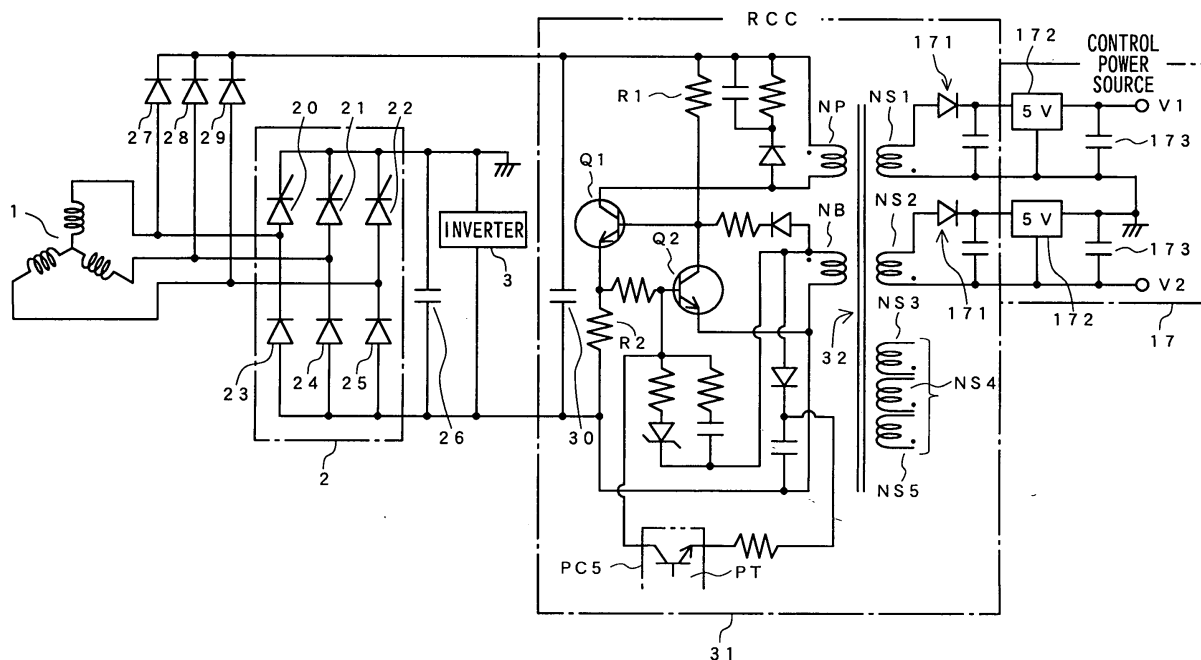 RCC
171
172
CONTROL
POWER
SOURCE
27
28
29
20
21
22
R1
NP
NS1
5 V
V1
173
Q1
1
INVERTER
3
Q2
NB
NS2
5 V
173
V2
171
172
17
R2
32
NS3
NS4
NS5
23
24
25
26
30
2
PC5
PT
31